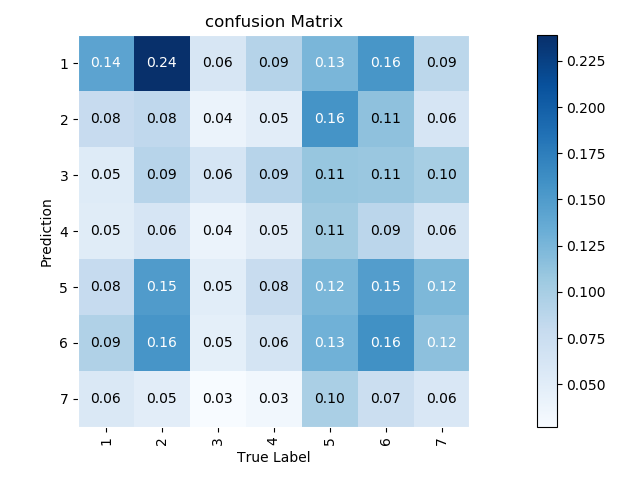 confusion Matrix
1 0.14 0.24 0.06 0.09 0.13 0.16 0.09
2 0.08 0.08 0.04 0.05 0.16 0.11 0.06
3 0.05 0.09 0.06 0.09 0.11 0.11 0.10
4 0.05 0.06 0.04 0.05 0.11 0.09 0.06
5 0.08 0.15 0.05 0.08 0.12 0.15 0.12
6 0.09 0.16 0.05 0.06 0.13 0.16 0.12
7 0.06 0.05 0.03 0.03 0.10 0.07 0.06
1 2 3 4 5 6 7
True Label
Prediction
0.225
0.200
0.175
0.150
0.125
0.100
0.075
0.050